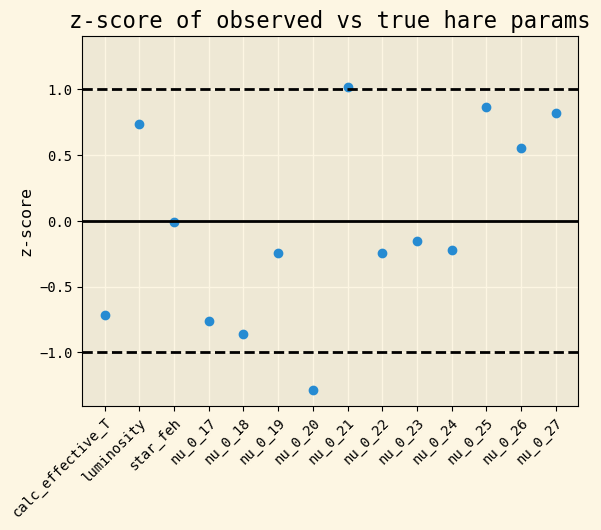 z-score of observed vs true hare params
z-score
1.0
0.5
0.0
−0.5
−1.0
calc_effective_T
luminosity
star_feh
nu_0_17
nu_0_18
nu_0_19
nu_0_20
nu_0_21
nu_0_22
nu_0_23
nu_0_24
nu_0_25
nu_0_26
nu_0_27